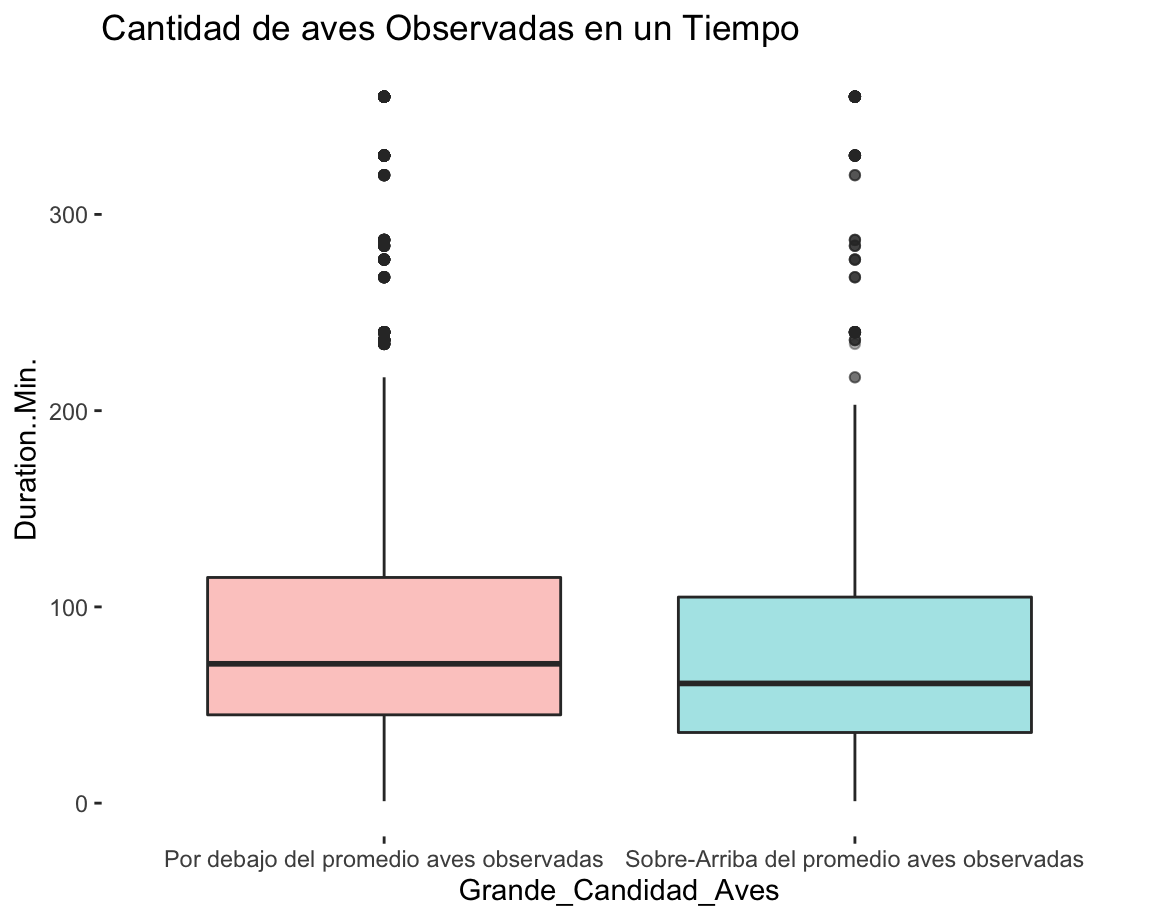 Cantidad de aves Observadas en un Tiempo
300
200
100
0
Duration..Min.
Por debajo del promedio aves observadas
Sobre-Arriba del promedio aves observadas
Grande_Candidad_Aves